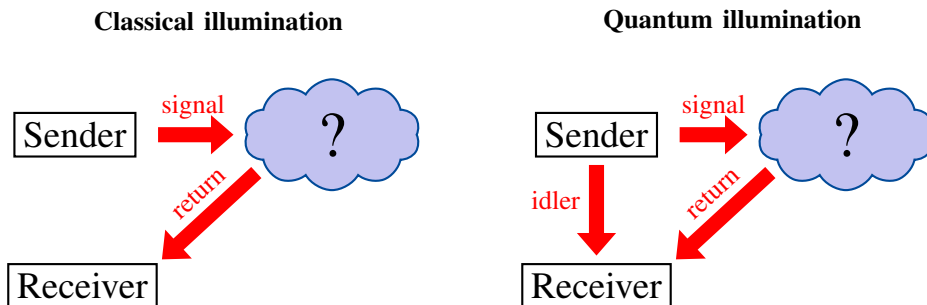 Classical illumination
Sender
signal
?
return
Receiver
Quantum illumination
Sender
signal
?
idler
return
Receiver